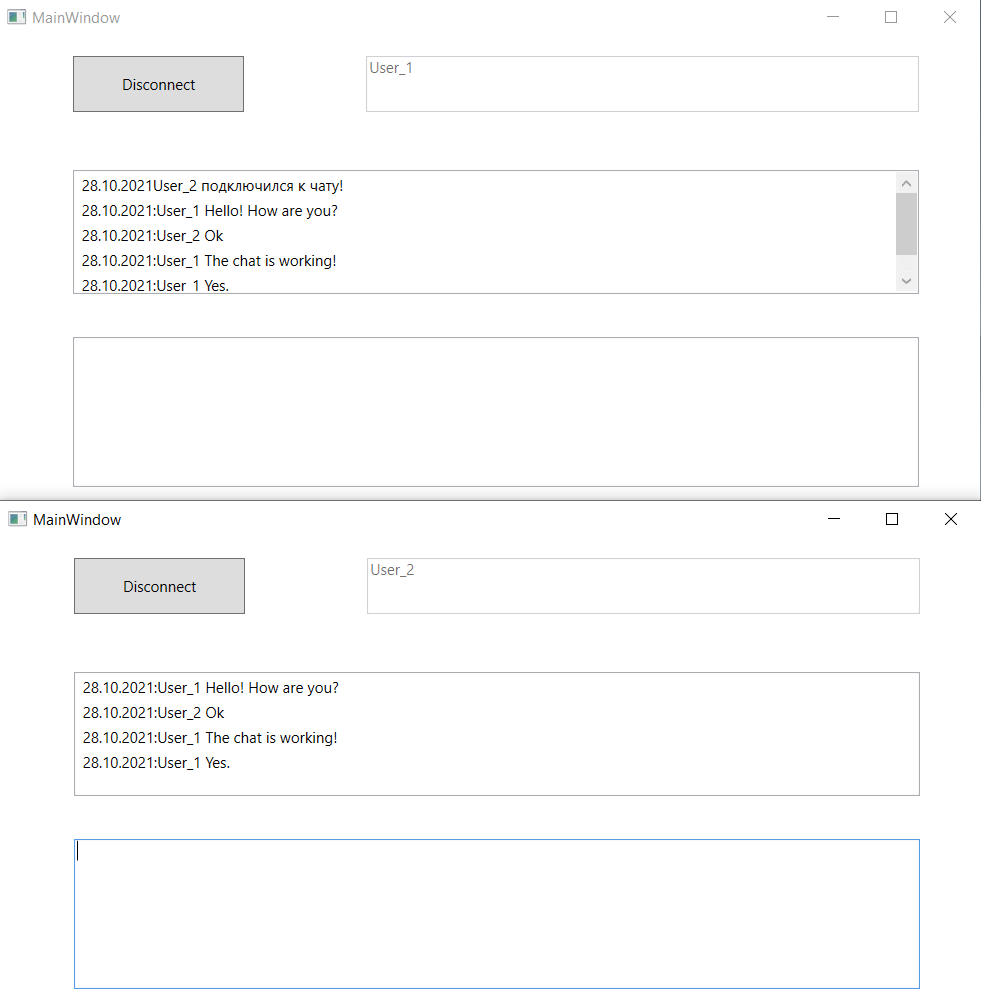 MainWindow
Disconnect
User_1
28.10.2021User_2 подключился к чату!
28.10.2021:User_1 Hello! How are you?
28.10.2021:User_2 Ok
28.10.2021:User_1 The chat is working!
28.10.2021:User_1 Yes.
MainWindow
Disconnect
User_2
28.10.2021:User_1 Hello! How are you?
28.10.2021:User_2 Ok
28.10.2021:User_1 The chat is working!
28.10.2021:User_1 Yes.